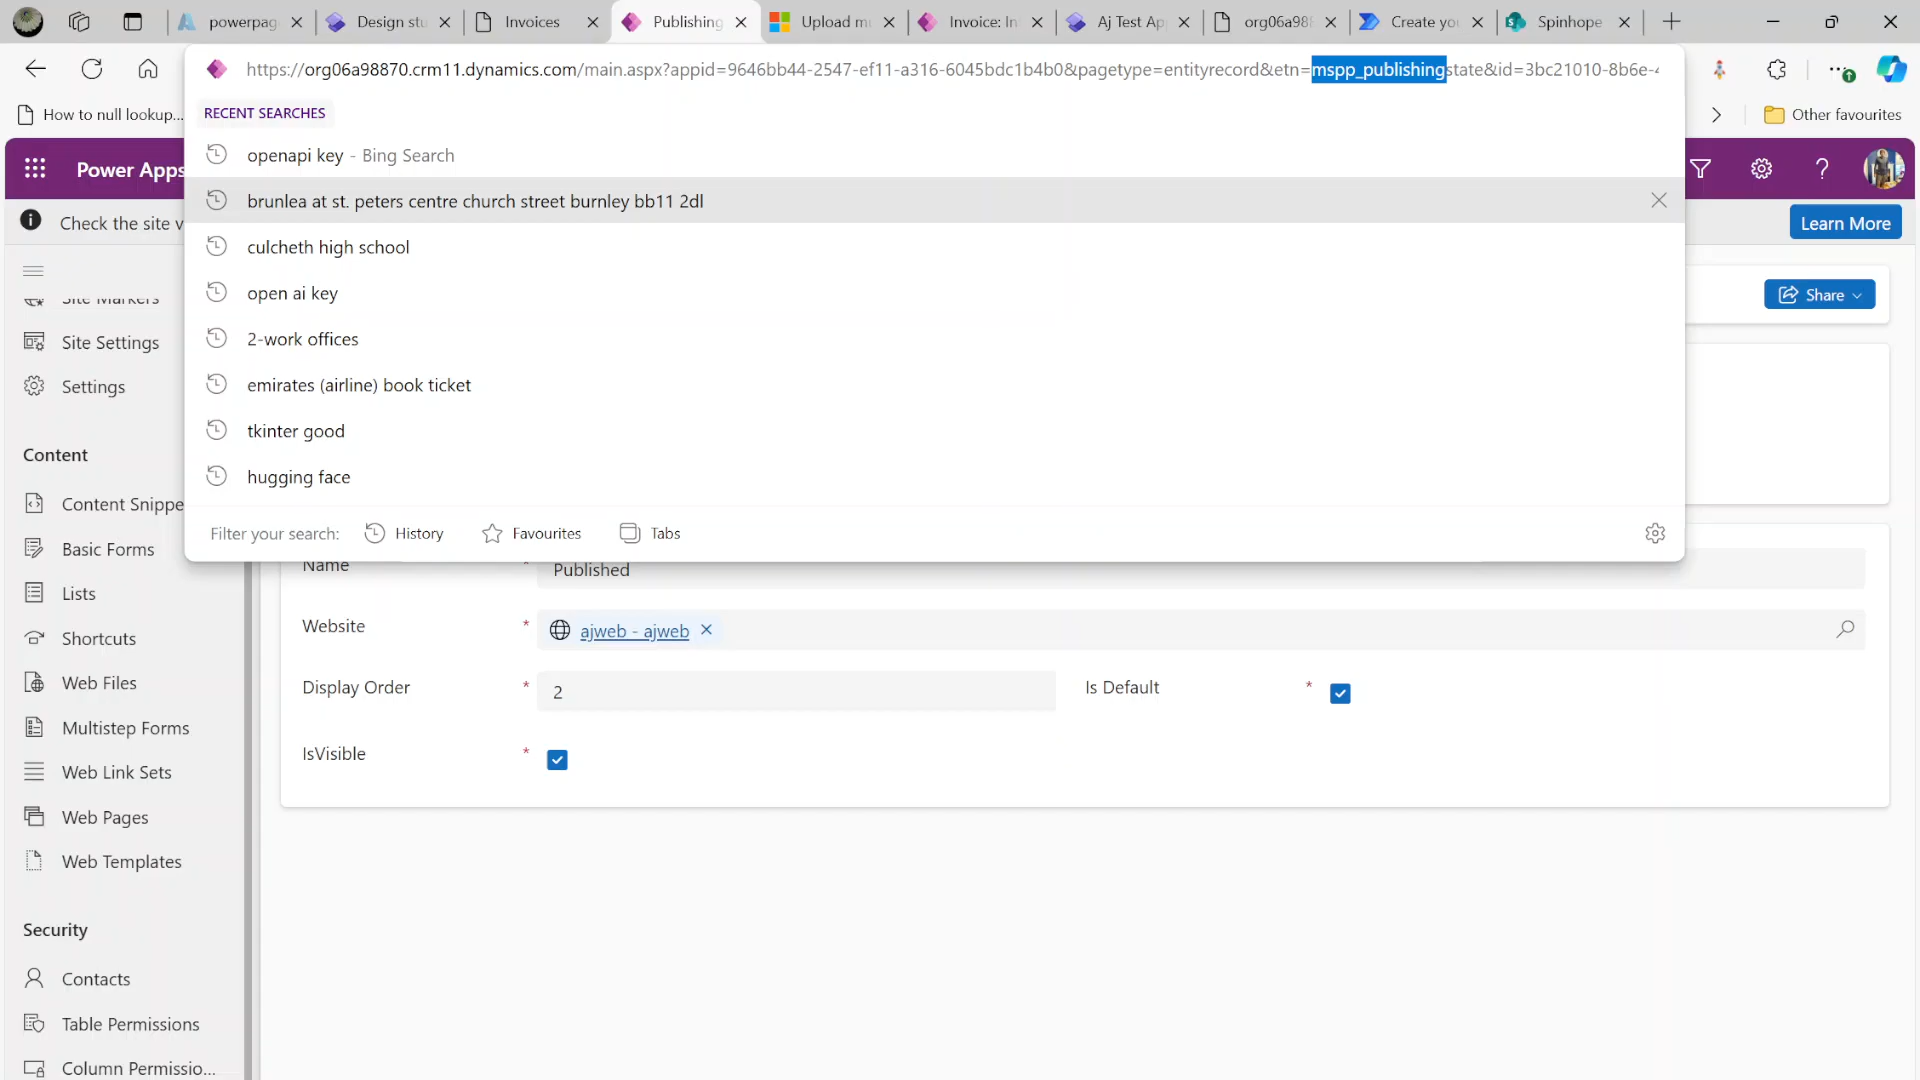 powerpag
Design stu
Invoices
Publishing
Upload mu
Invoice: In
Aj Test Ap
org06a988
Create you
Spinhope
https://org06a98870.crm11.dynamics.com/main.aspx?appid=9646bb44-2547-ef11-a316-6045bdc1b4b0&pagetype=entityrecord&etn=mspp_publishingstate&id=3bc21010-8b6e-4
How to null lookup...
Other favourites
RECENT SEARCHES
openapi key - Bing Search
brunlea at st. peters centre church street burnley bb11 2dl
culcheth high school
open ai key
2-work offices
emirates (airline) book ticket
tkinter good
hugging face
Filter your search:
History
Favourites
Tabs
Power Apps
Check the site v
Learn More
Share
Site Markers
Site Settings
Settings
Content
Content Snippe
Basic Forms
Lists
Shortcuts
Web Files
Multistep Forms
Web Link Sets
Web Pages
Web Templates
Security
Contacts
Table Permissions
Column Permissio...
Name * Published
Website * ajweb - ajweb
Display Order * 2
Is Default *
IsVisible *